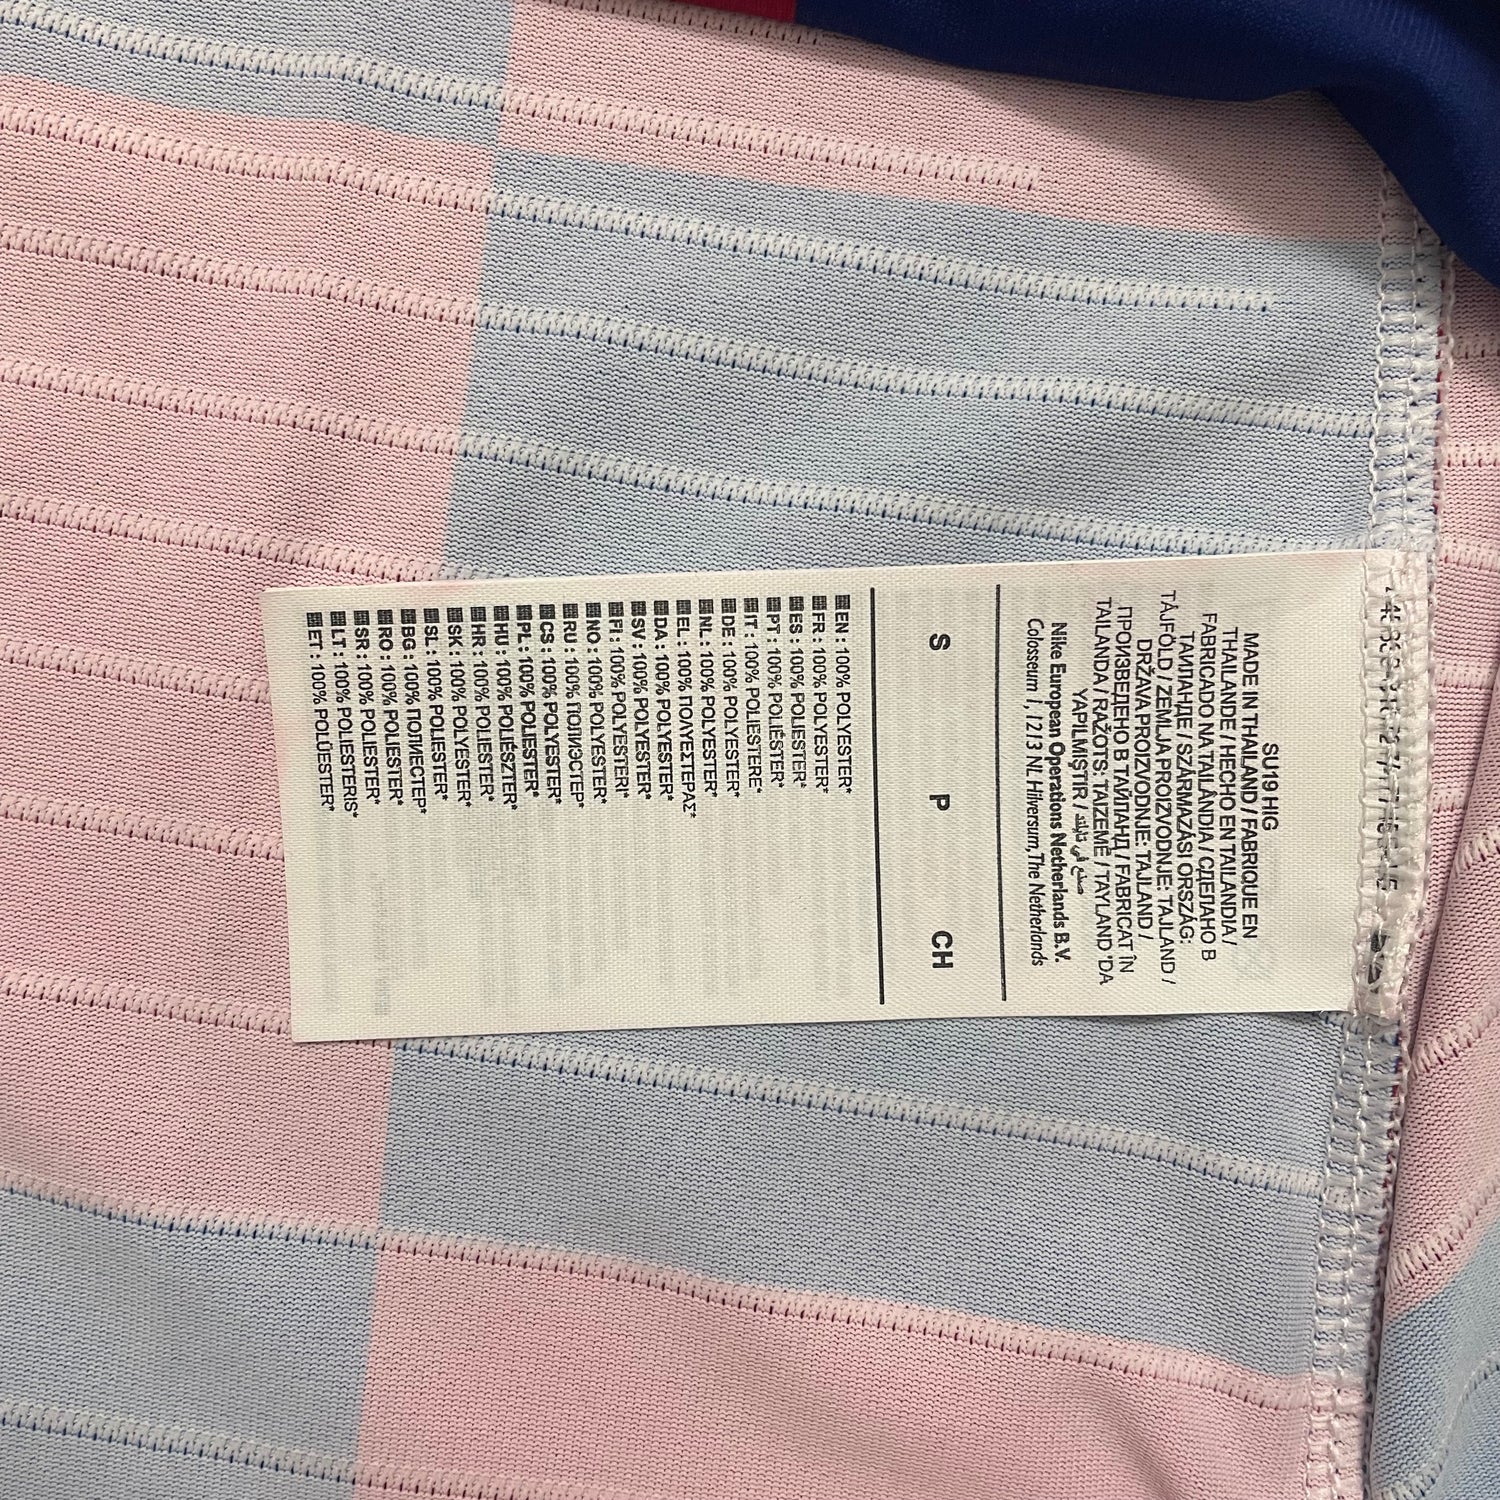 SU19 HIG
MADE IN THAILAND / FABRIQUE EN
THAILANDE / HECHO EN TAILANDIA /
FABRICADO NA TAILÂNDIA / СДЕЛАНО В
ТАИЛАНДЕ / SZÁRMAZÁSI ORSZÁG:
TÁJFÖLD / ZEMLJA PROIZVODNJE: TAJLAND /
DRŽAVA PROIZVODNJE: TAJLAND /
ПРОИЗВЕДЕНО В ТАЙЛАНД / FABRICAT ÎN
TAILANDA / RAŽOTS: TAIZEMĒ / TAYLAND 'DA
YAPILMIŞTIR / صنع في تايلند
Nike European Operations Netherlands B.V.
Colosseum 1, 1213 NL Hilversum, The Netherlands
S P CH
EN : 100% POLYESTER*
FR : 100% POLYESTER*
ES : 100% POLIESTER*
PT : 100% POLIÉSTER*
IT : 100% POLIESTERE*
DE : 100% POLYESTER*
NL : 100% POLYESTER*
EL : 100% ΠΟΛΥΕΣΤΕΡΑΣ*
DA : 100% POLYESTER*
SV : 100% POLYESTER*
FI : 100% POLYESTERI*
NO : 100% POLYESTER*
RU : 100% ПОЛИЭСТЕР*
CS : 100% POLYESTER*
PL : 100% POLIESTER*
HU : 100% POLIÉSZTER*
HR : 100% POLIESTER*
SK : 100% POLYESTER*
SL : 100% POLIESTER*
BG : 100% ПОЛИЕСТЕР*
RO : 100% POLIESTER*
SR : 100% POLIESTER*
LT : 100% POLIESTERIS*
ET : 100% POLÜESTER*